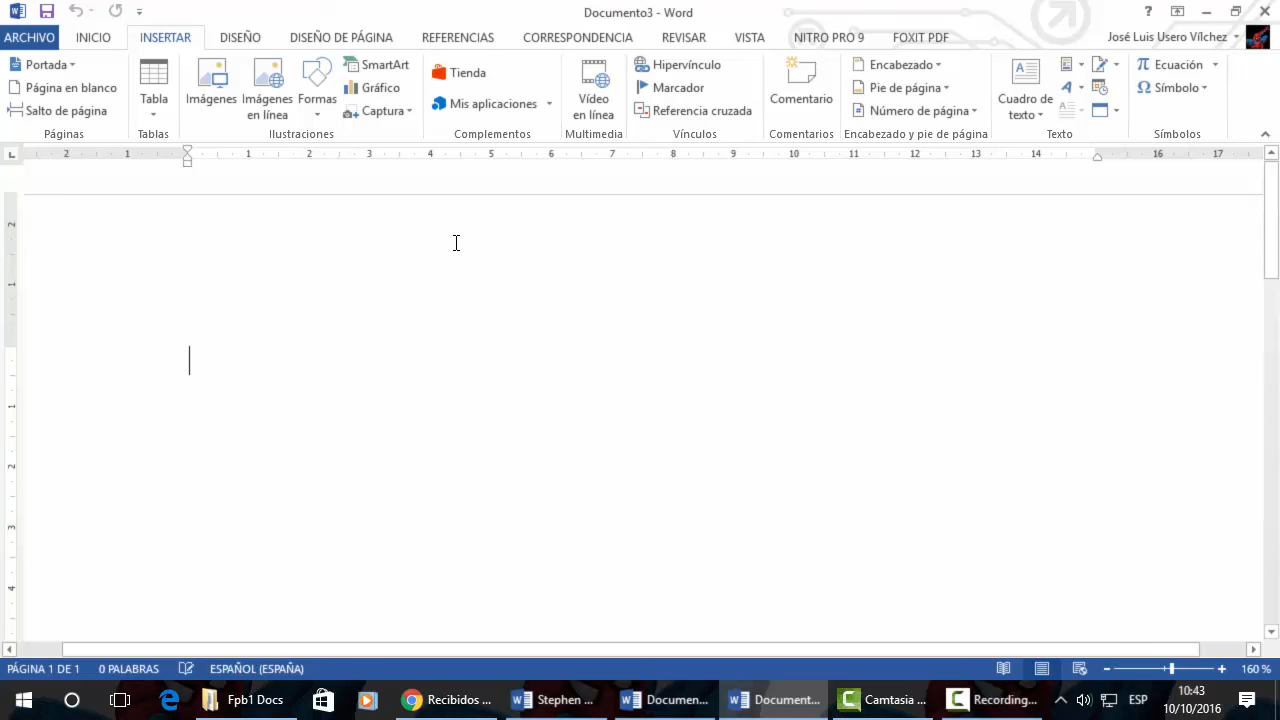 Documento3 - Word
ARCHIVO INICIO INSERTAR DISEÑO DISEÑO DE PÁGINA REFERENCIAS CORRESPONDENCIA REVISAR VISTA NITRO PRO 9 FOXIT PDF José Luis Usero Vílchez
Portada
Página en blanco
Salto de página
Páginas
Tabla
Tablas
Imágenes
Imágenes
en línea
Formas
SmartArt
Gráfico
Captura
Ilustraciones
Tienda
Mis aplicaciones
Complementos
Vídeo
en línea
Multimedia
Hipervínculo
Marcador
Referencia cruzada
Vínculos
Comentario
Comentarios
Encabezado
Pie de página
Número de página
Encabezado y pie de página
Cuadro de
texto
Texto
Ecuación
Símbolo
Símbolos
2 1 1 2 3 4 5 6 7 8 9 10 11 12 13 14 16 17
2
1
1
2
3
4
PÁGINA 1 DE 1 0 PALABRAS ESPAÑOL (ESPAÑA) 160 %
Fpb1 Docs Recibidos ... Stephen ... Documen... Document... Camtasia ... Recording... ESP 10:43
10/10/2016